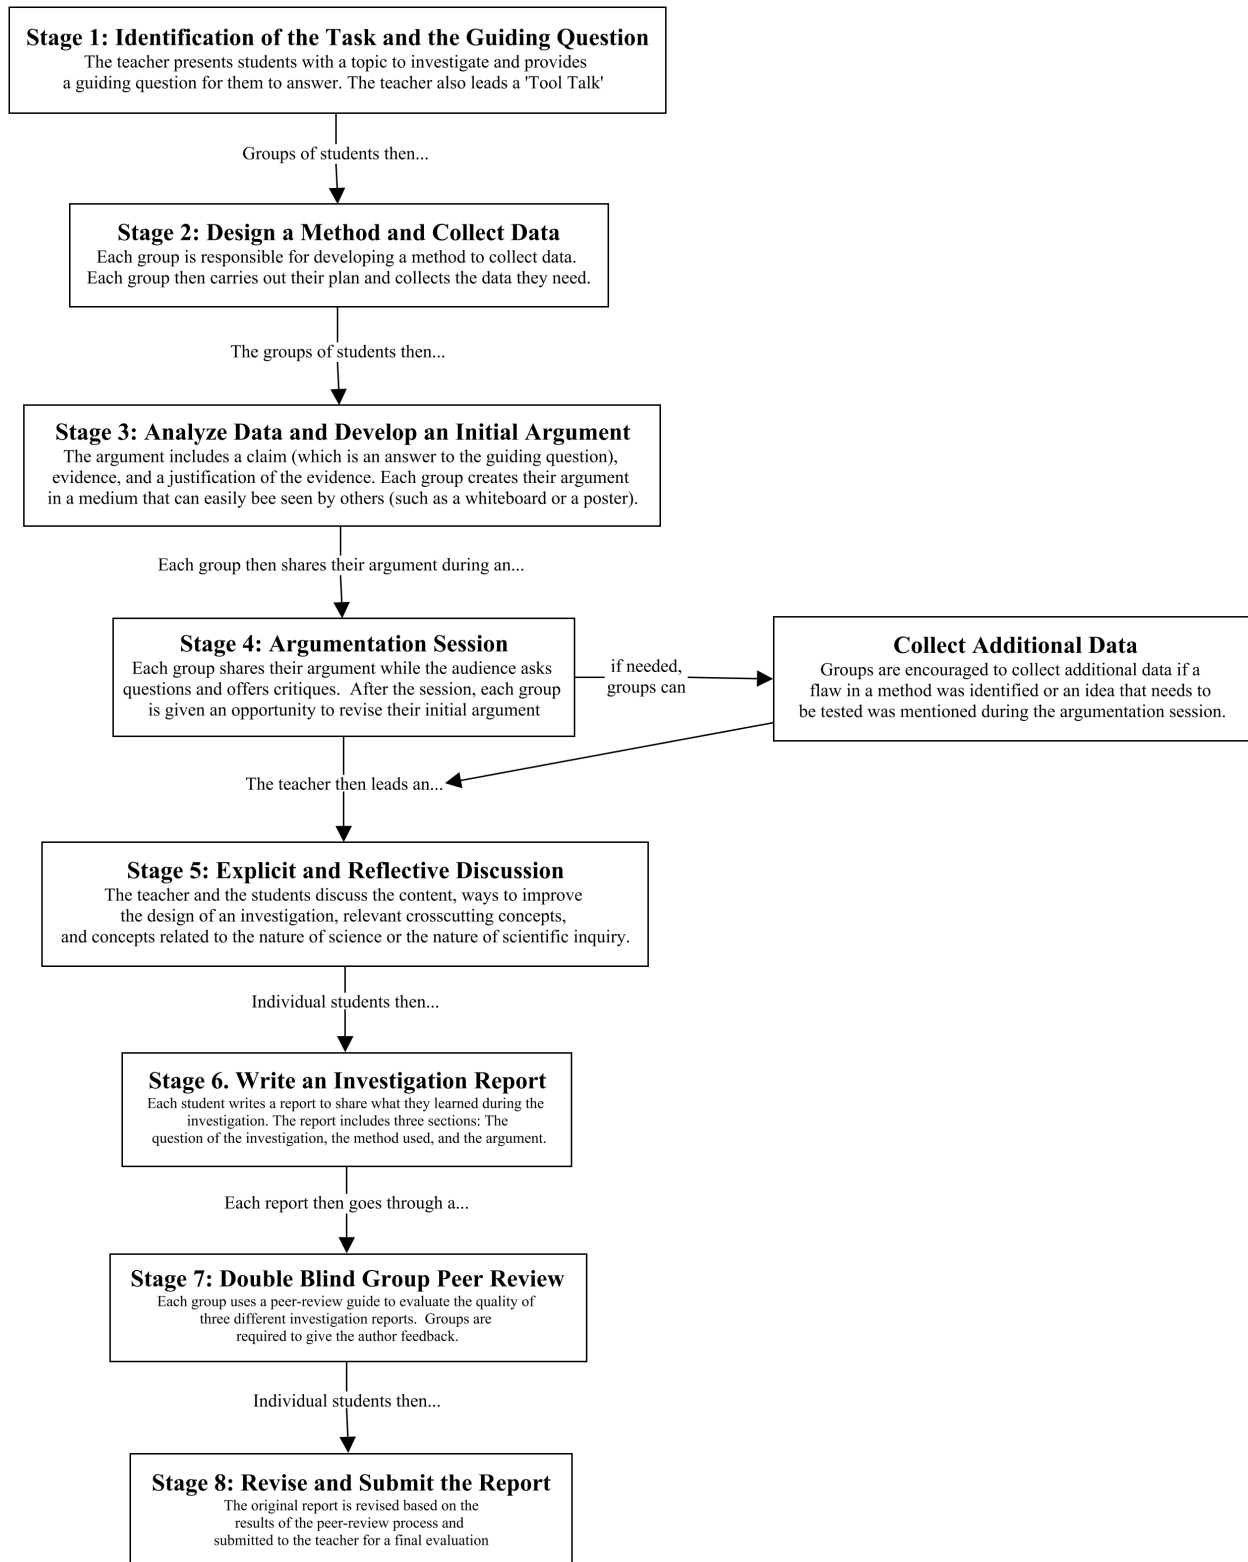 Stage 1: Identification of the Task and the Guiding Question
The teacher presents students with a topic to investigate and provides
a guiding question for them to answer. The teacher also leads a 'Tool Talk'
Groups of students then...
Stage 2: Design a Method and Collect Data
Each group is responsible for developing a method to collect data.
Each group then carries out their plan and collects the data they need.
The groups of students then...
Stage 3: Analyze Data and Develop an Initial Argument
The argument includes a claim (which is an answer to the guiding question),
evidence, and a justification of the evidence. Each group creates their argument
in a medium that can easily bee seen by others (such as a whiteboard or a poster).
Each group then shares their argument during an...
Stage 4: Argumentation Session
Each group shares their argument while the audience asks
questions and offers critiques.  After the session, each group
is given an opportunity to revise their initial argument
if needed,
groups can
Collect Additional Data
Groups are encouraged to collect additional data if a
flaw in a method was identified or an idea that needs to
be tested was mentioned during the argumentation session.
The teacher then leads an...
Stage 5: Explicit and Reflective Discussion
The teacher and the students discuss the content, ways to improve
the design of an investigation, relevant crosscutting concepts,
and concepts related to the nature of science or the nature of scientific inquiry.
Individual students then...
Stage 6. Write an Investigation Report
Each student writes a report to share what they learned during the
investigation. The report includes three sections: The
question of the investigation, the method used, and the argument.
Each report then goes through a...
Stage 7: Double Blind Group Peer Review
Each group uses a peer-review guide to evaluate the quality of
three different investigation reports.  Groups are
required to give the author feedback.
Individual students then...
Stage 8: Revise and Submit the Report
The original report is revised based on the
results of the peer-review process and
submitted to the teacher for a final evaluation